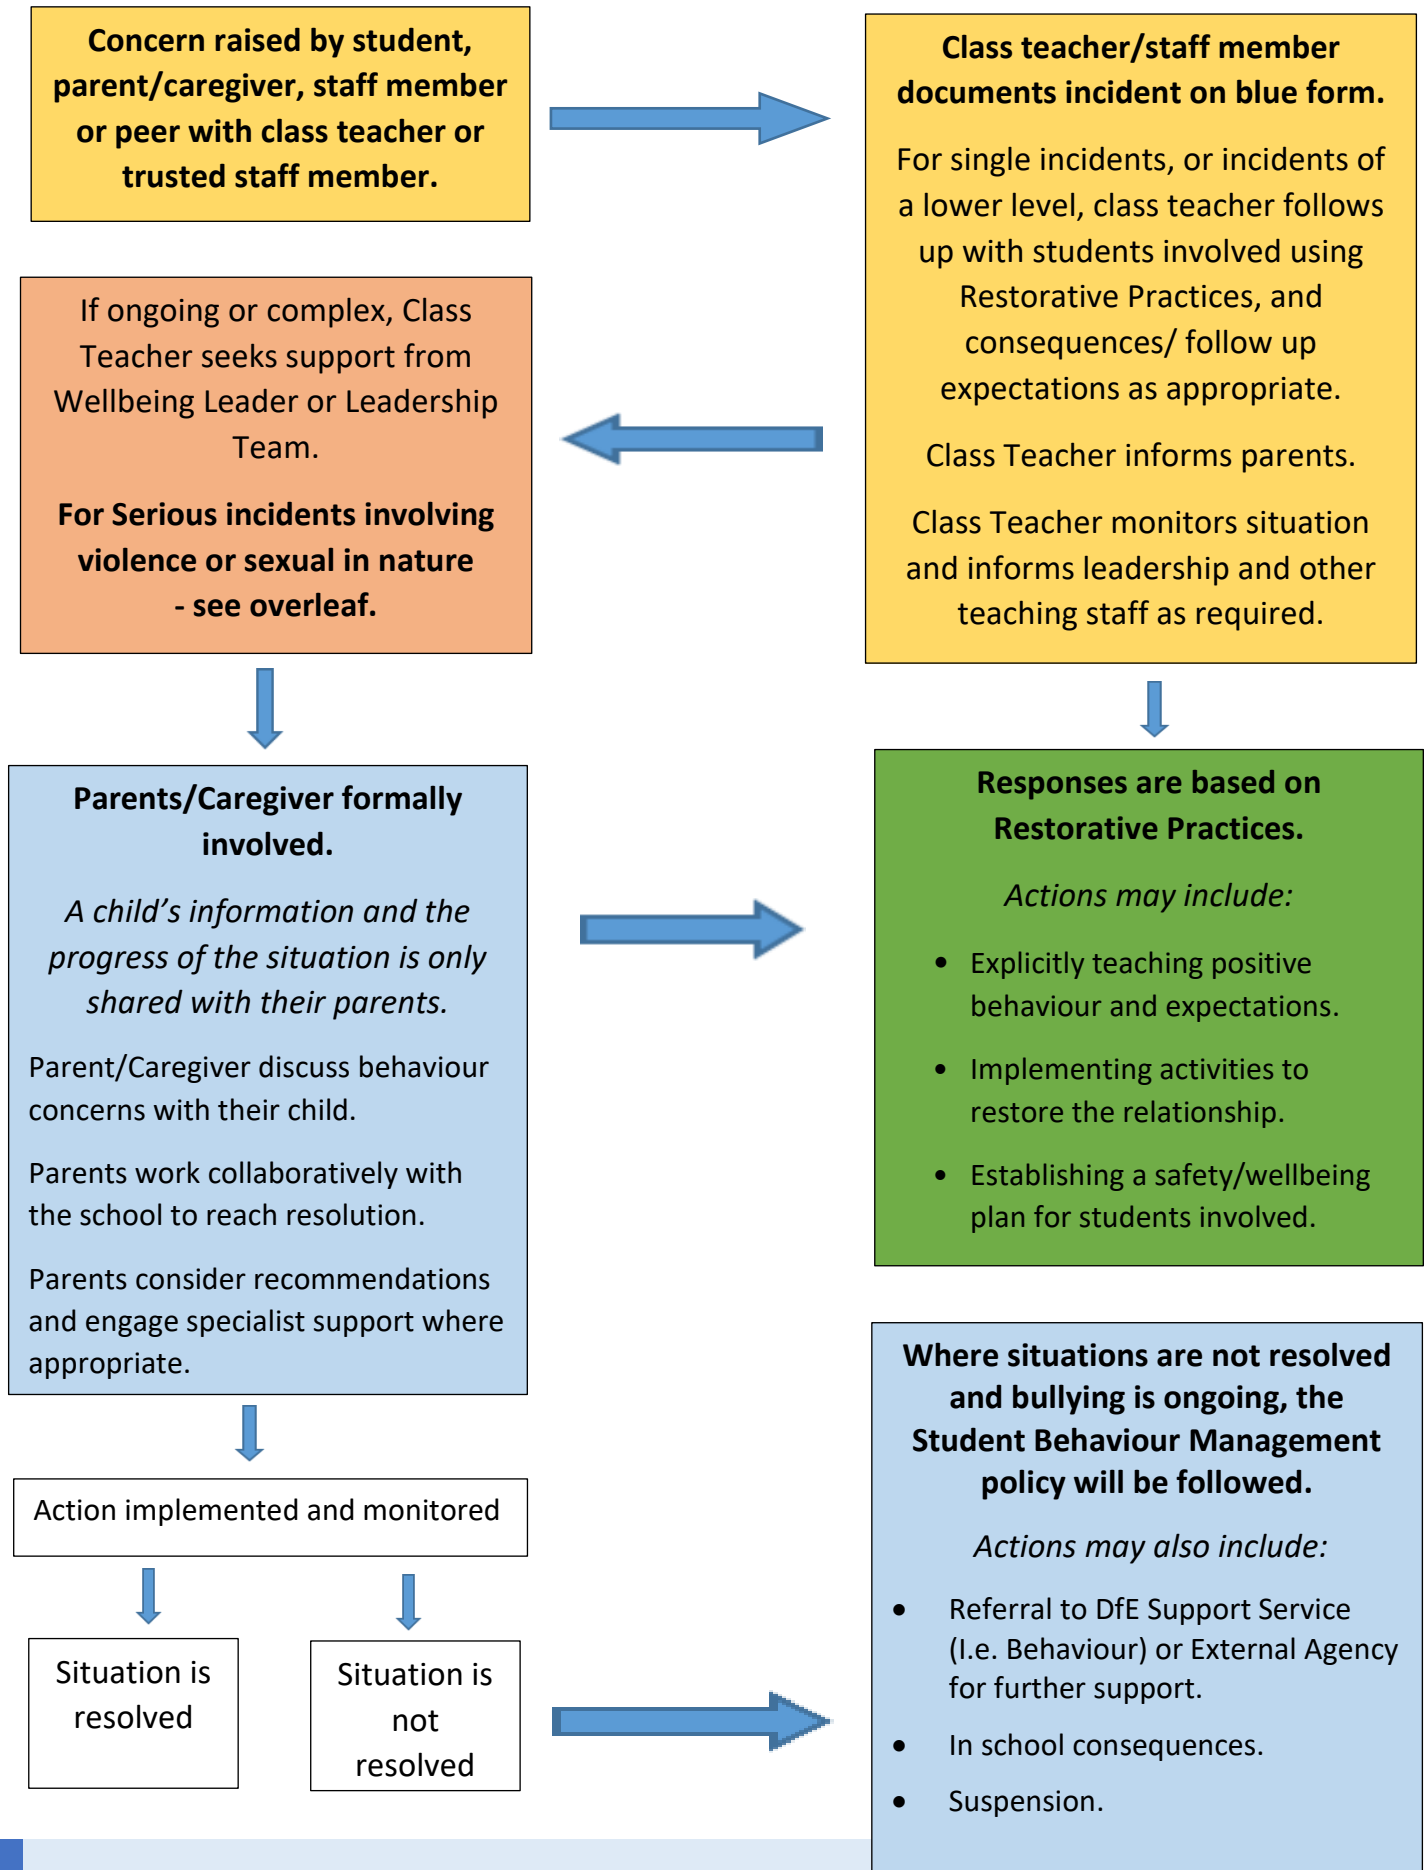 Concern raised by student,
parent/caregiver, staff member
or peer with class teacher or
trusted staff member.
Class teacher/staff member
documents incident on blue form.
For single incidents, or incidents of
a lower level, class teacher follows
up with students involved using
Restorative Practices, and
consequences/ follow up
expectations as appropriate.
Class Teacher informs parents.
Class Teacher monitors situation
and informs leadership and other
teaching staff as required.
If ongoing or complex, Class
Teacher seeks support from
Wellbeing Leader or Leadership
Team.
For Serious incidents involving
violence or sexual in nature
- see overleaf.
Parents/Caregiver formally
involved.
A child’s information and the
progress of the situation is only
shared with their parents.
Parent/Caregiver discuss behaviour
concerns with their child.
Parents work collaboratively with
the school to reach resolution.
Parents consider recommendations
and engage specialist support where
appropriate.
Responses are based on
Restorative Practices.
Actions may include:
• Explicitly teaching positive
behaviour and expectations.
• Implementing activities to
restore the relationship.
• Establishing a safety/wellbeing
plan for students involved.
Action implemented and monitored
Situation is
resolved
Situation is
not
resolved
Where situations are not resolved
and bullying is ongoing, the
Student Behaviour Management
policy will be followed.
Actions may also include:
• Referral to DfE Support Service
(I.e. Behaviour) or External Agency
for further support.
• In school consequences.
• Suspension.